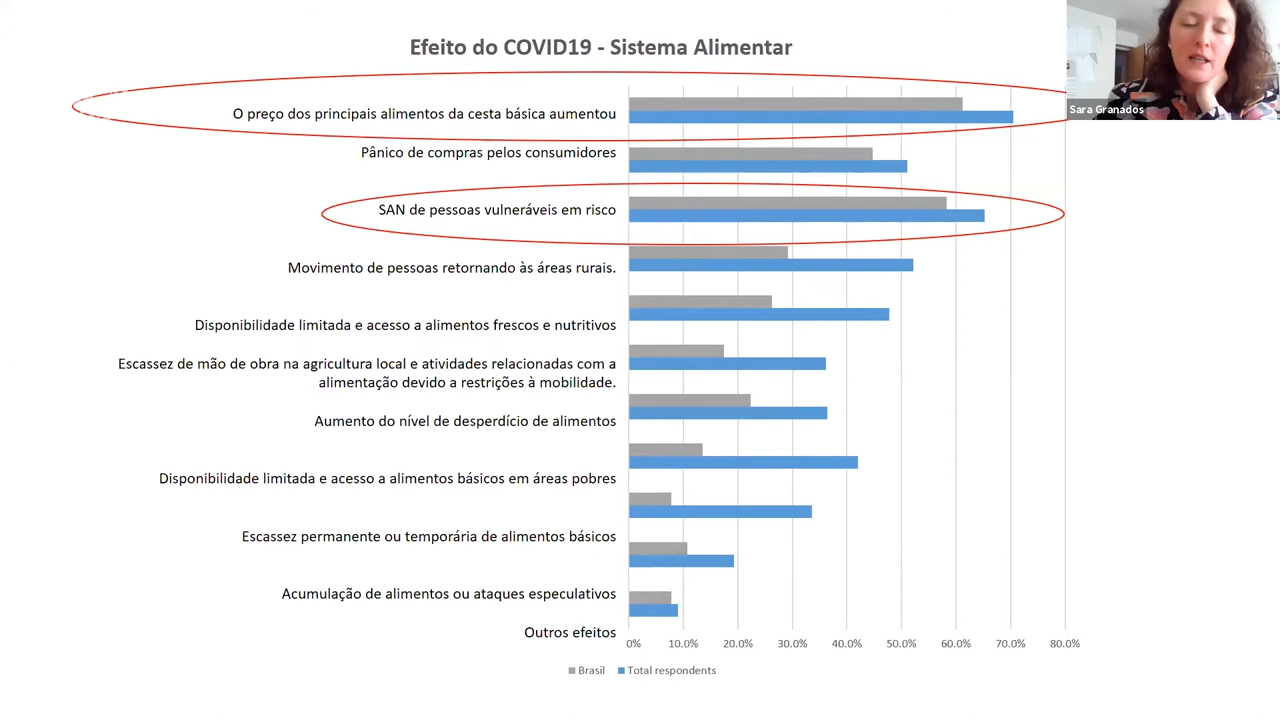 Efeito do COVID19 - Sistema Alimentar
Sara Granados
O preço dos principais alimentos da cesta básica aumentou
Pânico de compras pelos consumidores
SAN de pessoas vulneráveis em risco
Movimento de pessoas retornando às áreas rurais.
Disponibilidade limitada e acesso a alimentos frescos e nutritivos
Escassez de mão de obra na agricultura local e atividades relacionadas com a
alimentação devido a restrições à mobilidade.
Aumento do nível de desperdício de alimentos
Disponibilidade limitada e acesso a alimentos básicos em áreas pobres
Escassez permanente ou temporária de alimentos básicos
Acumulação de alimentos ou ataques especulativos
Outros efeitos
0% 10.0% 20.0% 30.0% 40.0% 50.0% 60.0% 70.0% 80.0%
Brasil Total respondents